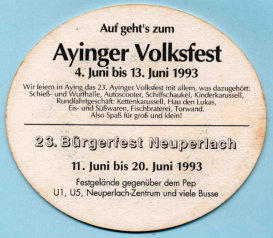 Auf geht's zum
Ayinger Volksfest
4. Juni bis 13. Juni 1993
Wir feiern in Aying das 23. Ayinger Volksfest mit allem, was dazugehört:
Schieß- und Wurfhalle, Autoscooter, Schiffschaukel, Kinderkarussell,
Rundfahrtgeschäft: Kettenkarussell, Hau den Lukas,
Eis- und Süßwaren, Fischbraterei, Torwand.
Also Spaß für groß und klein!
23. Bürgerfest Neuperlach
11. Juni bis 20. Juni 1993
Festgelände gegenüber dem Pep
U1, U5, Neuperlach-Zentrum und viele Busse